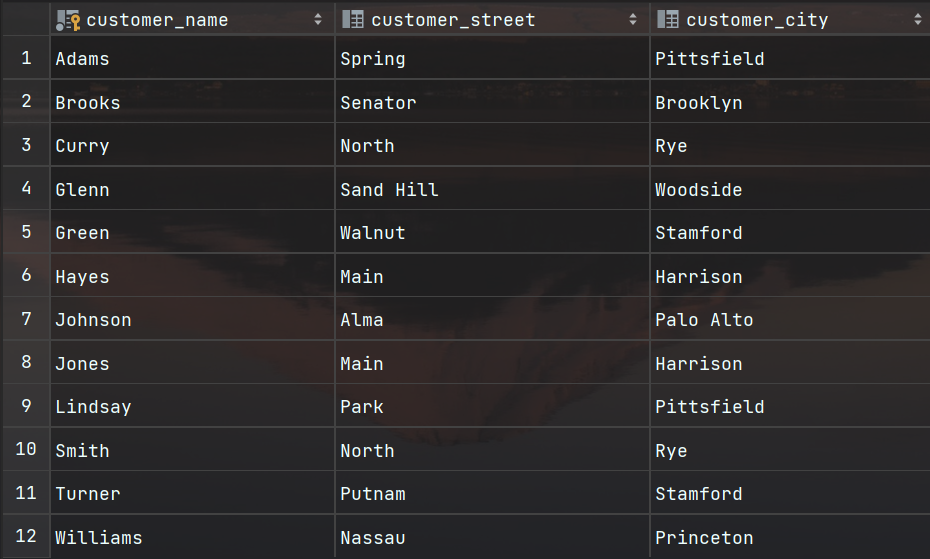 customer_name customer_street customer_city
1 Adams Spring Pittsfield
2 Brooks Senator Brooklyn
3 Curry North Rye
4 Glenn Sand Hill Woodside
5 Green Walnut Stamford
6 Hayes Main Harrison
7 Johnson Alma Palo Alto
8 Jones Main Harrison
9 Lindsay Park Pittsfield
10 Smith North Rye
11 Turner Putnam Stamford
12 Williams Nassau Princeton